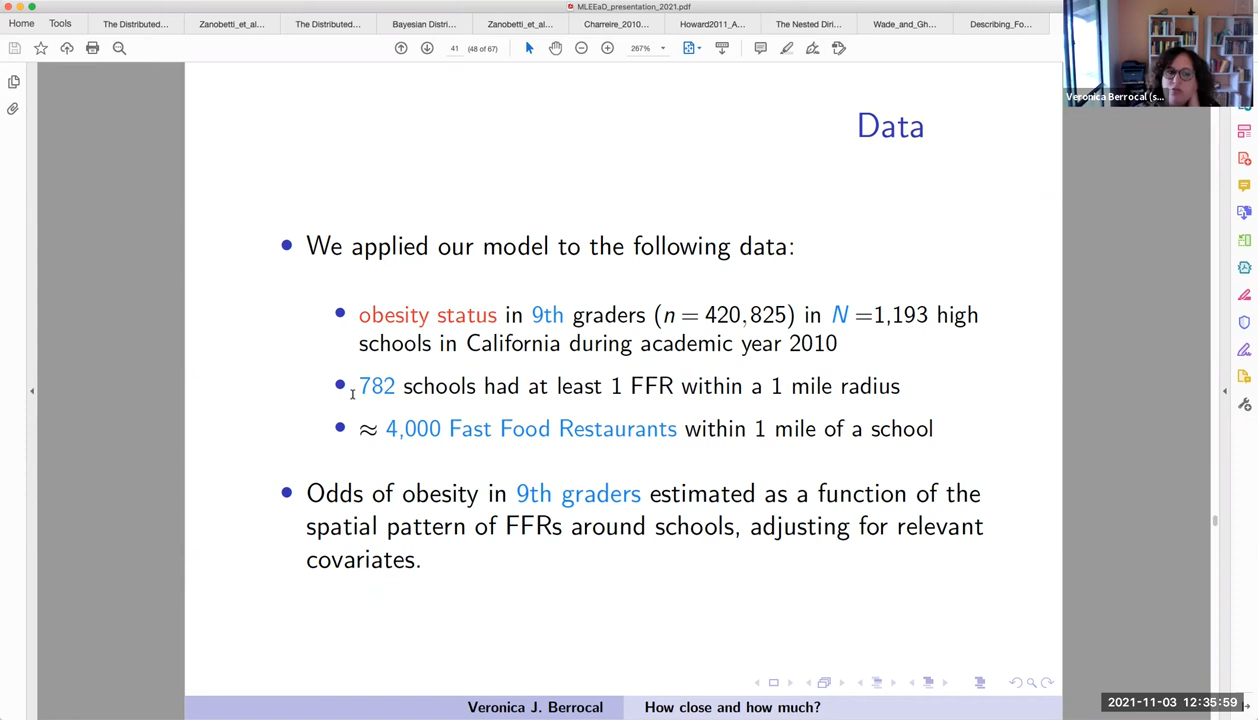 MLEEaD_presentation_2021.pdf
Home Tools The Distributed... Zanobetti_et_al... The Distributed... Bayesian Distri... Zanobetti_et_al... Charreire_2010... Howard2011_A... The Nested Diri... Wade_and_Gh... Describing_Fo...
41 (48 of 67) 267%
Veronica Berrocal (s...
Data
• We applied our model to the following data:
• obesity status in 9th graders (n = 420, 825) in N =1,193 high
schools in California during academic year 2010
• 782 schools had at least 1 FFR within a 1 mile radius
• ≈ 4,000 Fast Food Restaurants within 1 mile of a school
• Odds of obesity in 9th graders estimated as a function of the
spatial pattern of FFRs around schools, adjusting for relevant
covariates.
Veronica J. Berrocal How close and how much?
2021-11-03 12:35:59